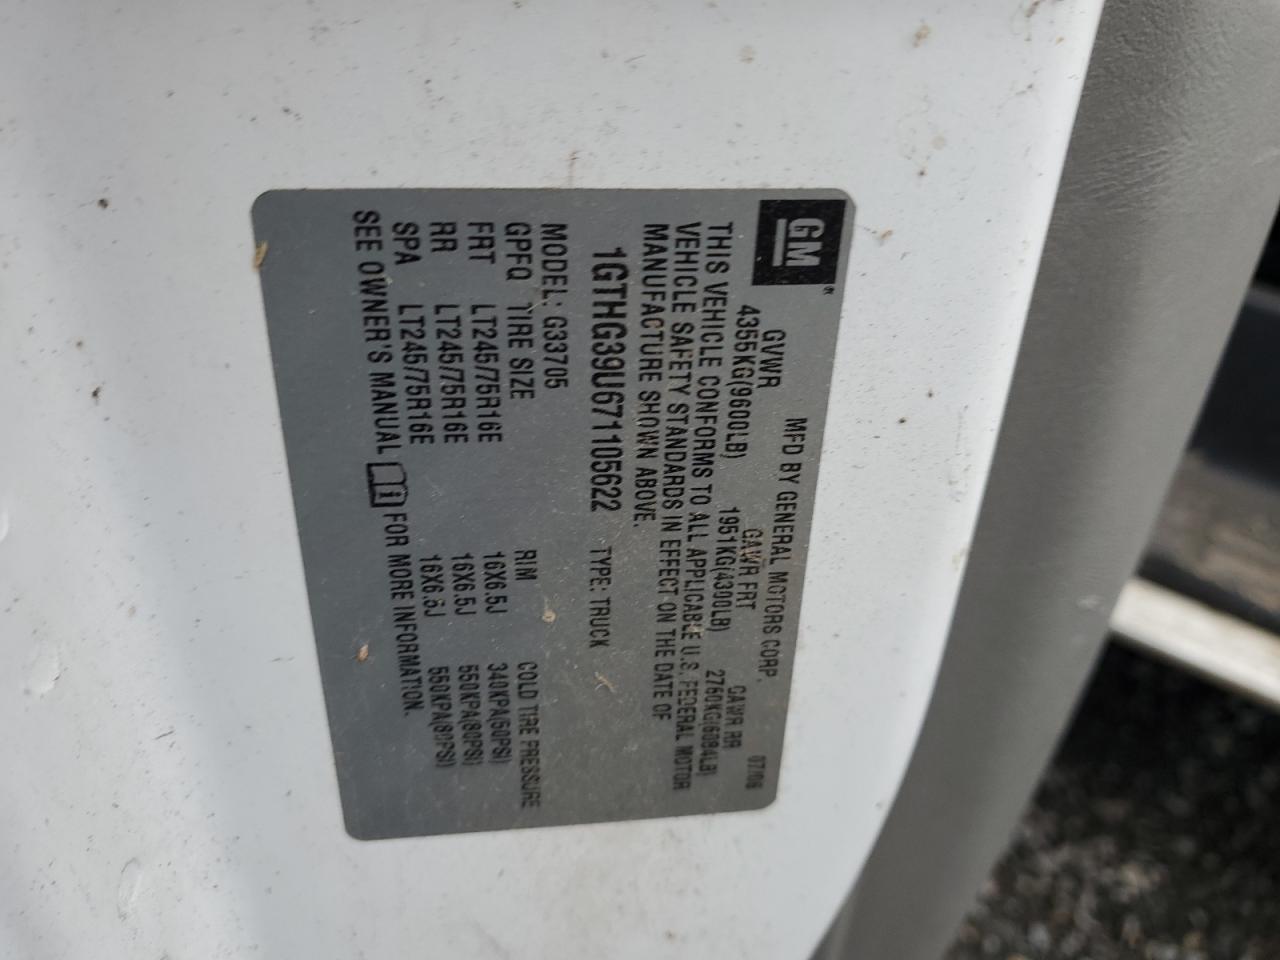 GM
MFD BY GENERAL MOTORS CORP. 07/06
GVWR GAWR FRT GAWR RR
4355KG(9600LB) 1951KG(4300LB) 2760KG(6084LB)
THIS VEHICLE CONFORMS TO ALL APPLICABLE U.S. FEDERAL MOTOR
VEHICLE SAFETY STANDARDS IN EFFECT ON THE DATE OF
MANUFACTURE SHOWN ABOVE.
1GTHG39U671105622 TYPE: TRUCK
MODEL: G33705
GPFQ TIRE SIZE RIM COLD TIRE PRESSURE
FRT LT245/75R16E 16X6.5J 340KPA(50PSI)
RR LT245/75R16E 16X6.5J 550KPA(80PSI)
SPA LT245/75R16E 16X6.5J 550KPA(80PSI)
SEE OWNER'S MANUAL i FOR MORE INFORMATION.